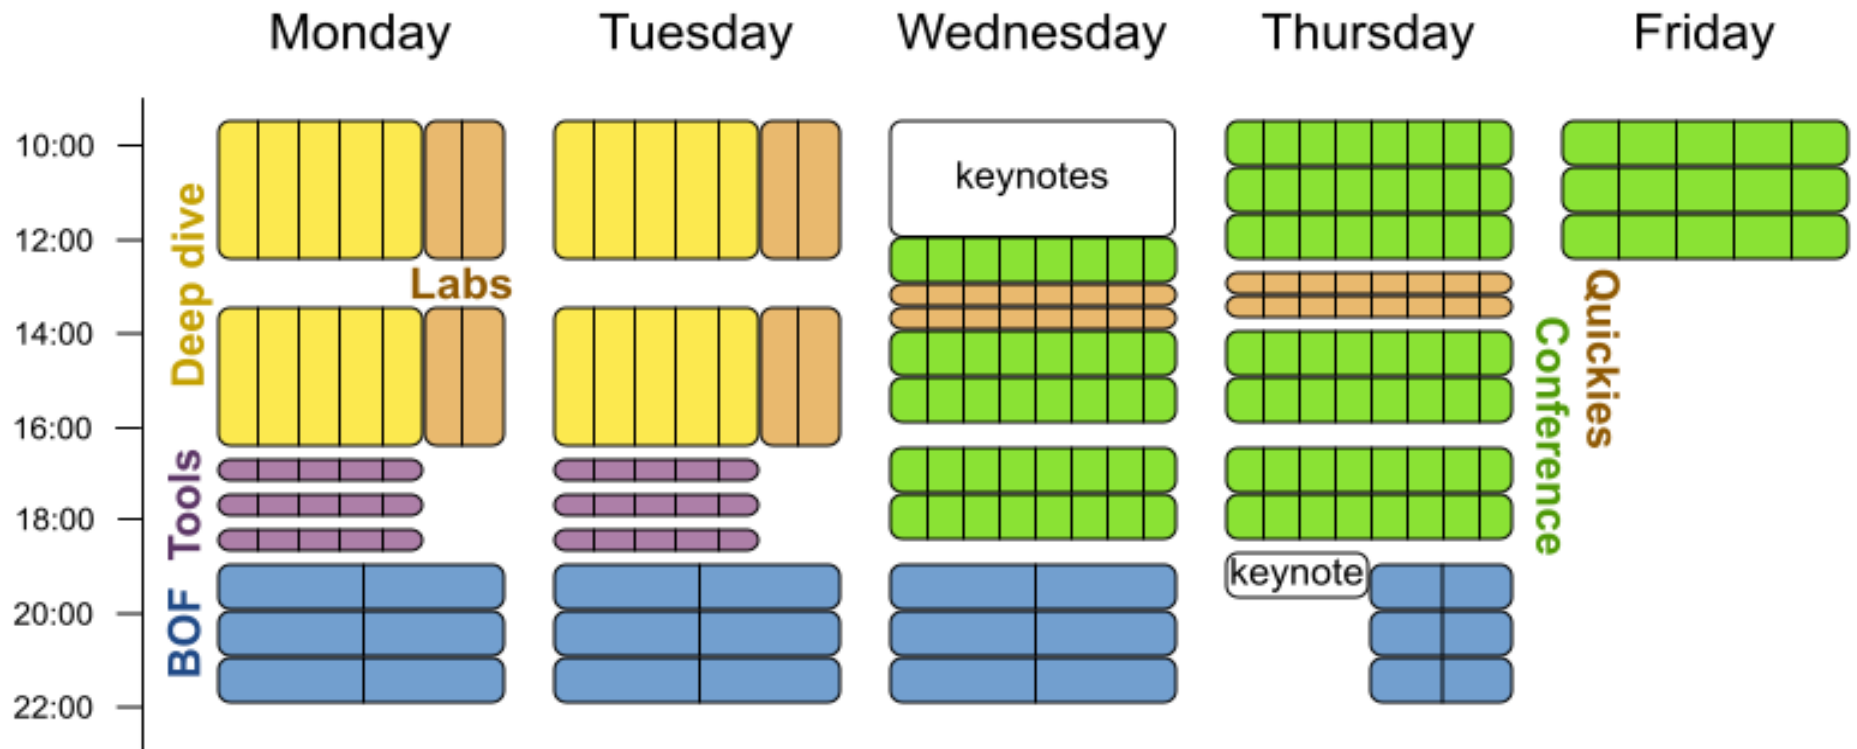 Monday Tuesday Wednesday Thursday Friday
10:00
12:00
14:00
16:00
18:00
20:00
22:00
Deep dive
Labs
Tools
BOF
keynotes
keynote
Quickies
Conference